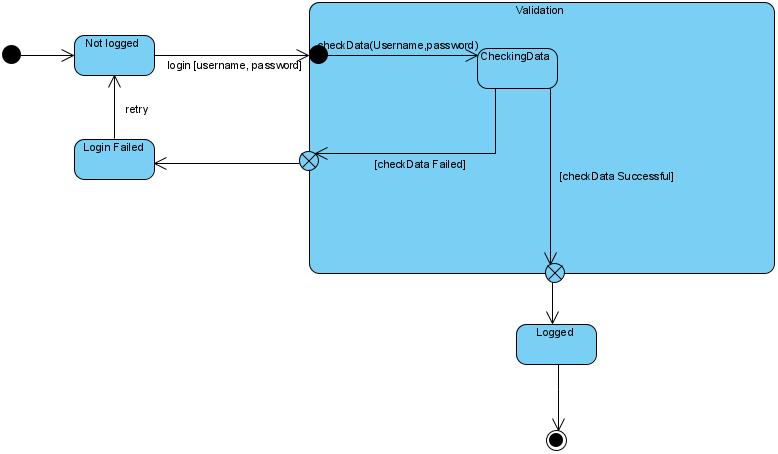 Validation
Not logged
checkData(Username,password)
login [username, password]
CheckingData
retry
Login Failed
[checkData Failed]
[checkData Successful]
Logged